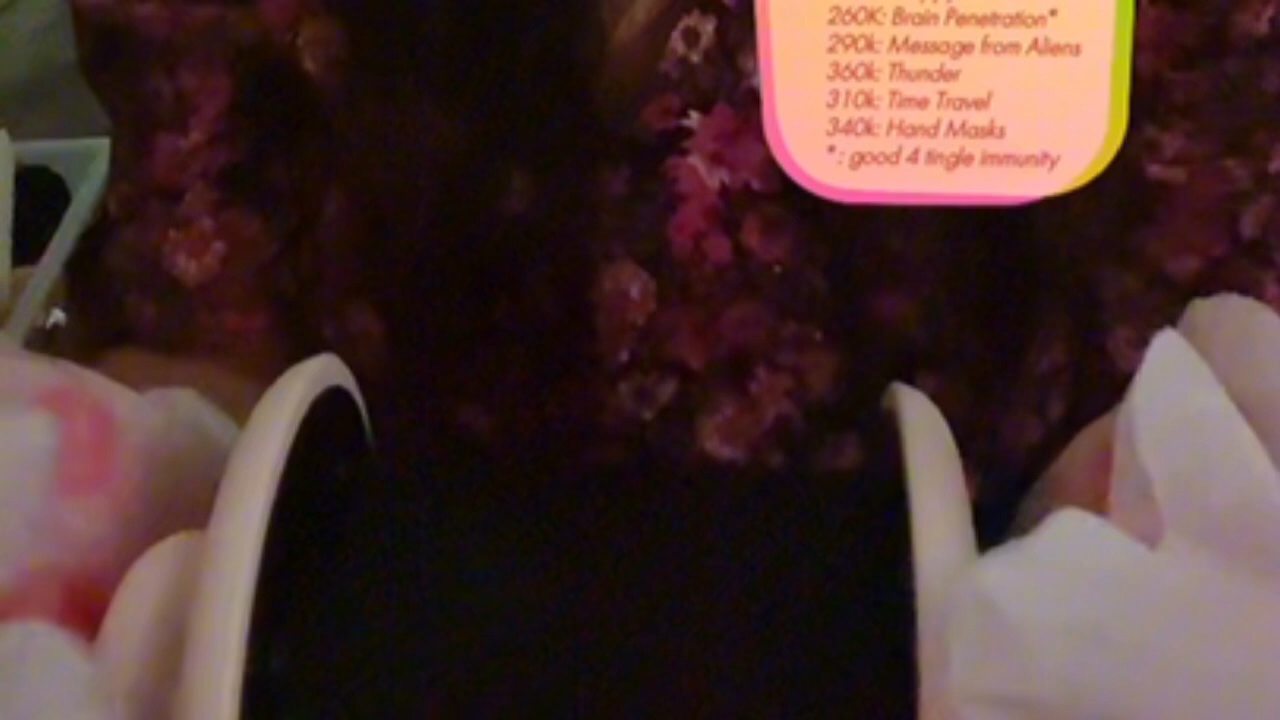 260K: Brain Penetration*
290k: Message from Aliens
360k: Thunder
310k: Time Travel
340k: Hand Masks
*: good 4 tingle immunity